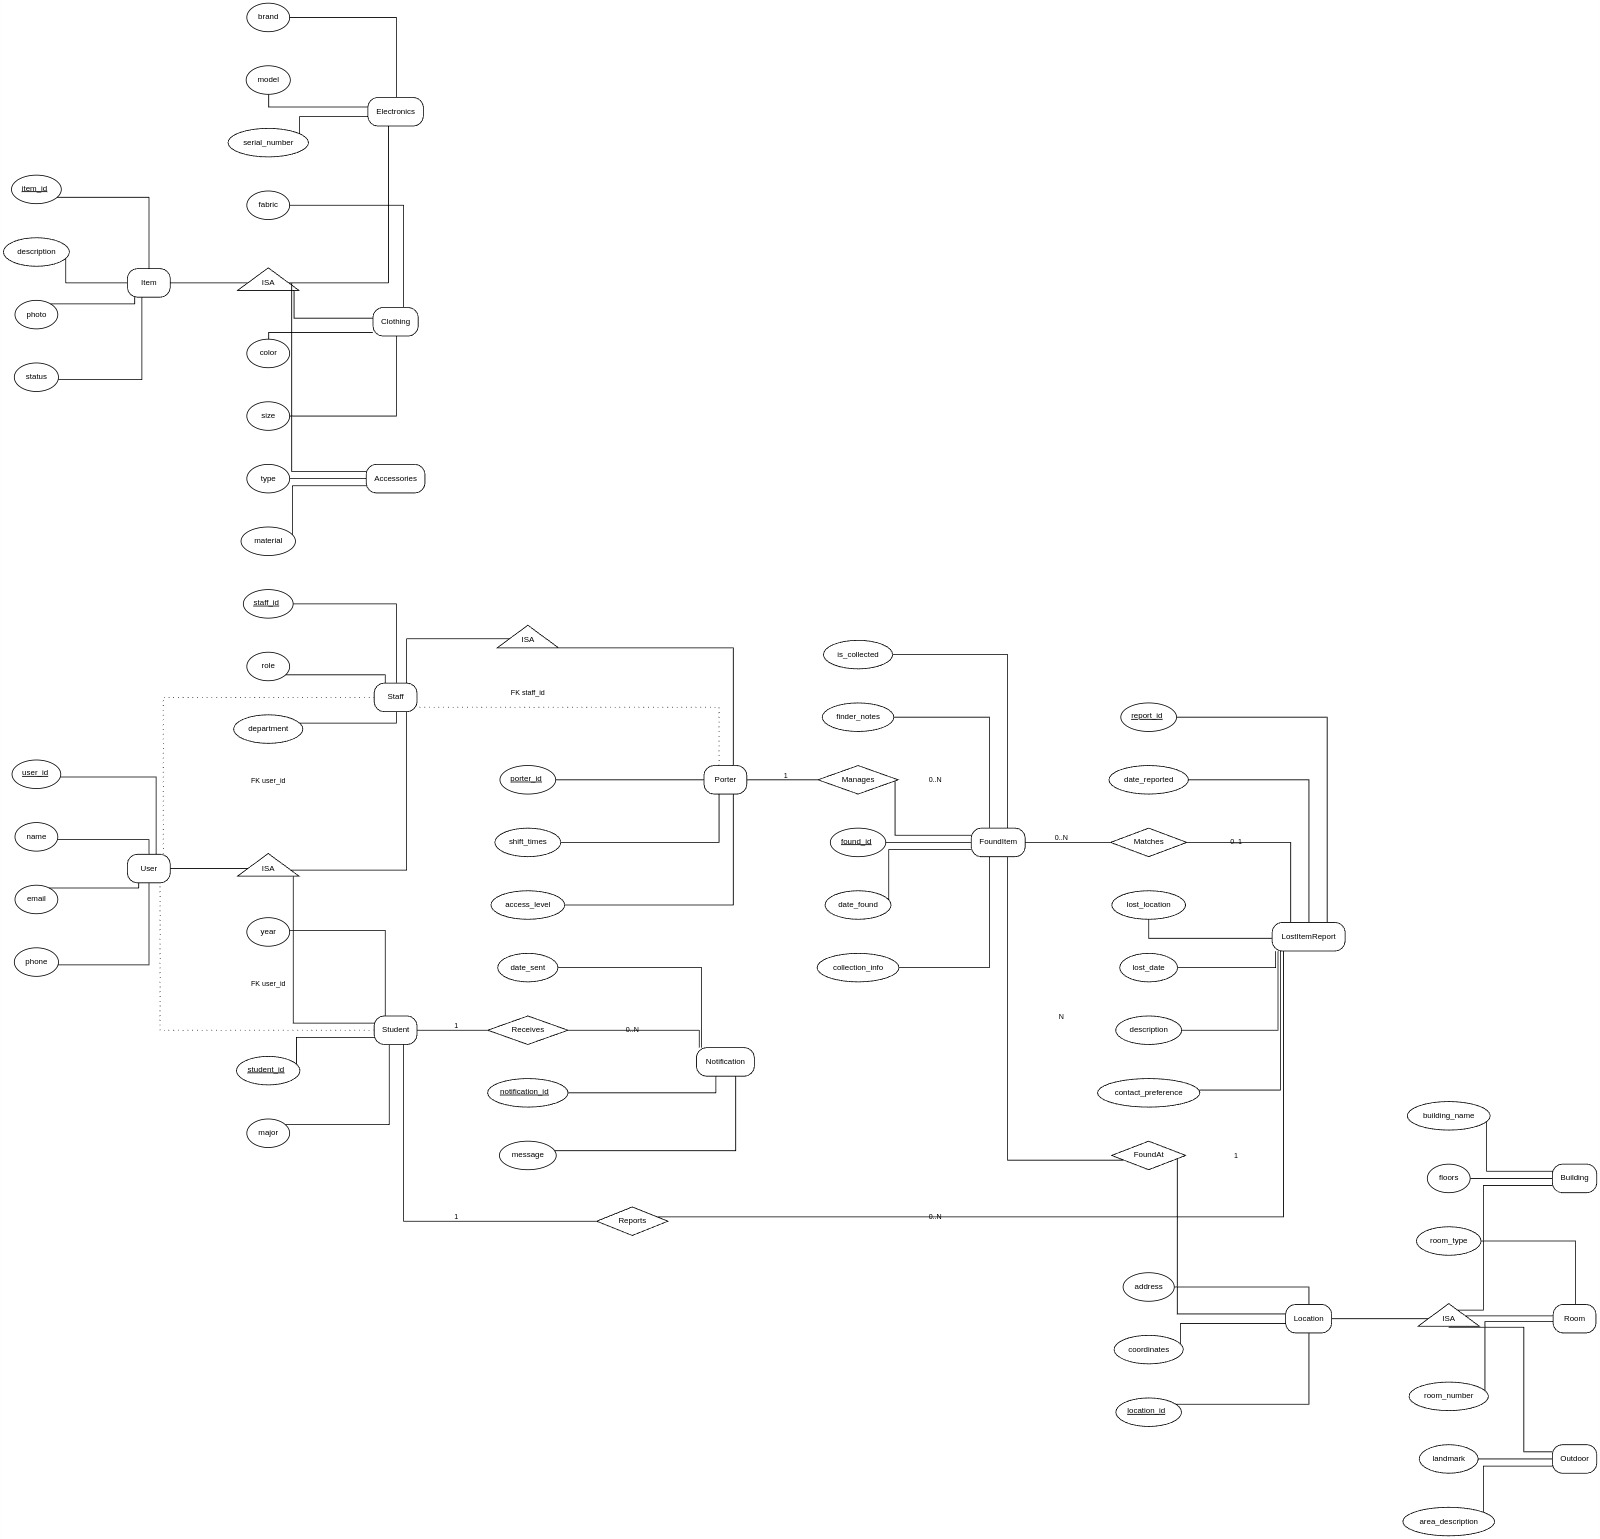 brand
model
Electronics
serial_number
item_id
fabric
description
Item
ISA
photo
Clothing
color
status
size
type
Accessories
material
staff_id
ISA
is_collected
role
Staff
FK staff_id
finder_notes
report_id
department
user_id
FK user_id
porter_id
Porter
1
Manages
0..N
date_reported
name
shift_times
found_id
FoundItem
0..N
Matches
0..1
User
ISA
email
access_level
date_found
lost_location
year
LostItemReport
phone
date_sent
collection_info
lost_date
FK user_id
N
Student
1
Receives
0..N
description
Notification
student_id
notification_id
contact_preference
building_name
major
message
FoundAt
1
floors
Building
1
Reports
0..N
room_type
address
Location
ISA
Room
coordinates
room_number
location_id
landmark
Outdoor
area_description